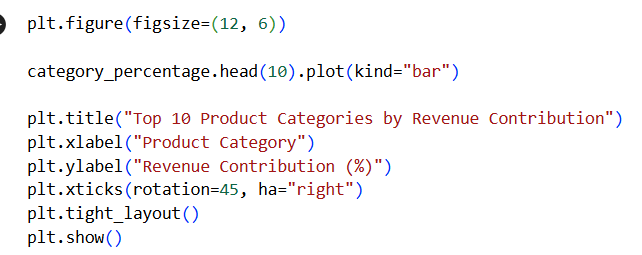 plt.figure(figsize=(12, 6))
category_percentage.head(10).plot(kind="bar")
plt.title("Top 10 Product Categories by Revenue Contribution")
plt.xlabel("Product Category")
plt.ylabel("Revenue Contribution (%)")
plt.xticks(rotation=45, ha="right")
plt.tight_layout()
plt.show()